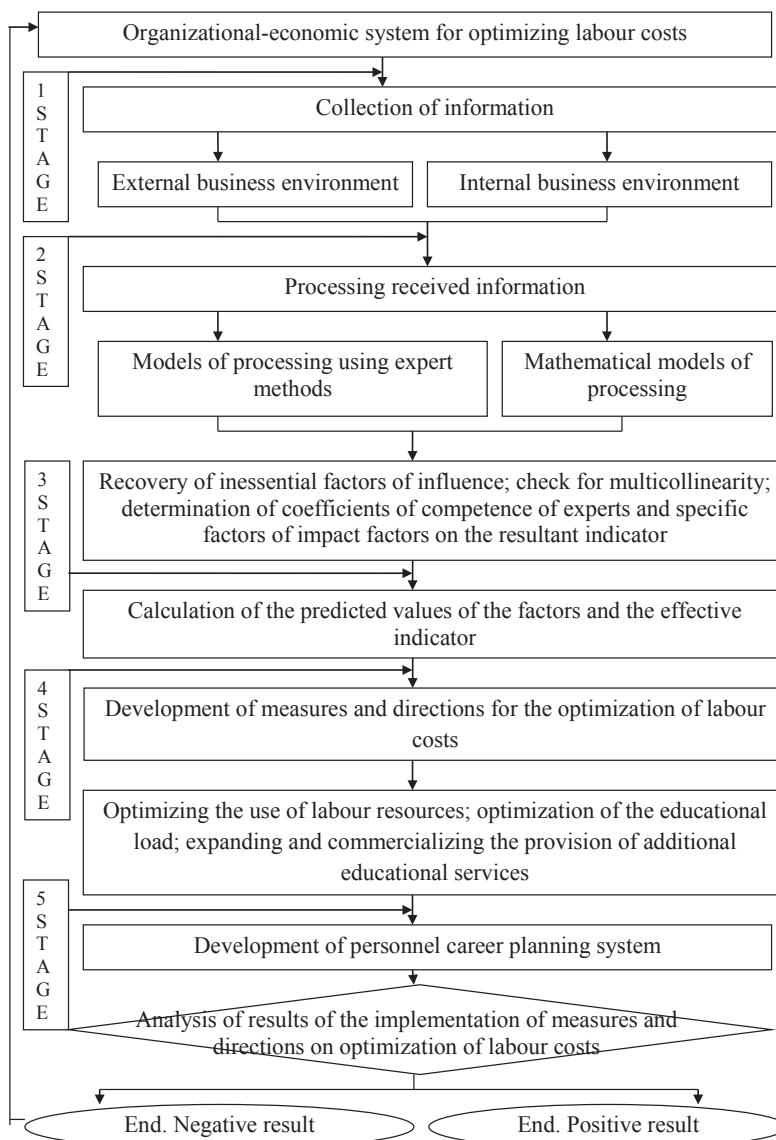 Organizational-economic system for optimizing labour costs
1
S
T
A
G
E
Collection of information
External business environment
Internal business environment
2
S
T
A
G
E
Processing received information
Models of processing using expert
methods
Mathematical models of
processing
3
S
T
A
G
E
Recovery of inessential factors of influence; check for multicollinearity;
determination of coefficients of competence of experts and specific
factors of impact factors on the resultant indicator
Calculation of the predicted values of the factors and the effective
indicator
4
S
T
A
G
E
Development of measures and directions for the optimization of labour
costs
Optimizing the use of labour resources; optimization of the educational
load; expanding and commercializing the provision of additional
educational services
5
S
T
A
G
E
Development of personnel career planning system
Analysis of results of the implementation of measures and
directions on optimization of labour costs
End. Negative result
End. Positive result